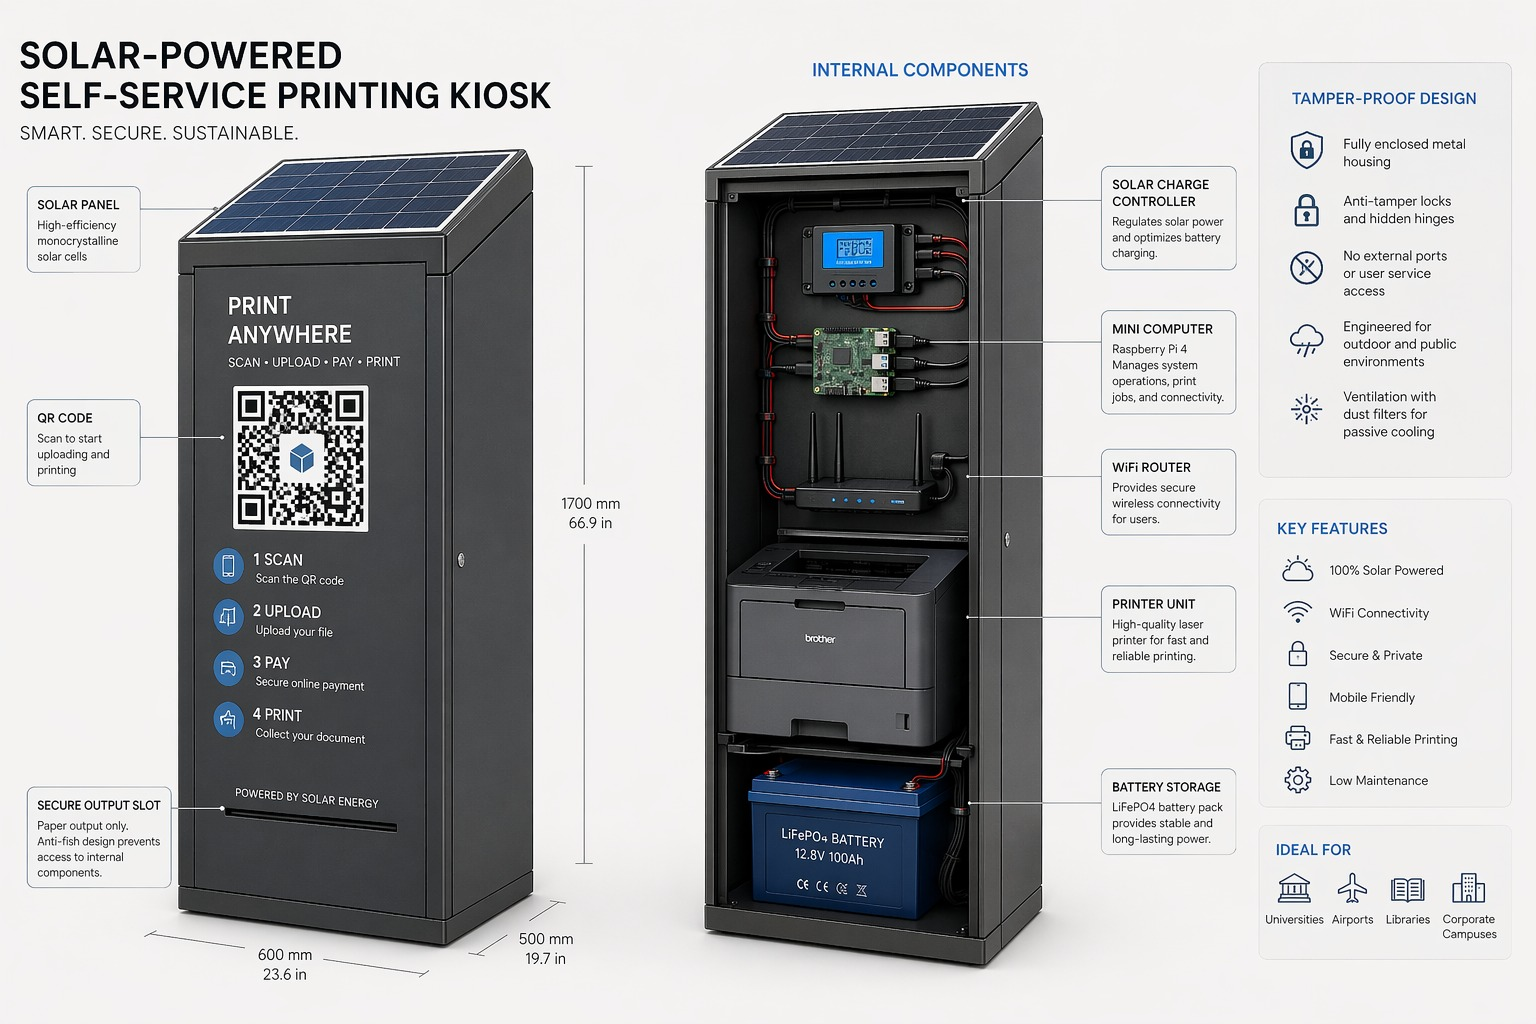 SOLAR-POWERED
SELF-SERVICE PRINTING KIOSK
SMART. SECURE. SUSTAINABLE.
SOLAR PANEL
High-efficiency
monocrystalline
solar cells
QR CODE
Scan to start
uploading and
printing
SECURE OUTPUT SLOT
Paper output only.
Anti-fish design prevents
access to internal
components.
PRINT
ANYWHERE
SCAN • UPLOAD • PAY • PRINT
1 SCAN
Scan the QR code
2 UPLOAD
Upload your file
3 PAY
Secure online payment
4 PRINT
Collect your document
POWERED BY SOLAR ENERGY
1700 mm
66.9 in
600 mm
23.6 in
500 mm
19.7 in
INTERNAL COMPONENTS
brother
LiFePO₄ BATTERY
12.8V 100Ah
CE CE
SOLAR CHARGE
CONTROLLER
Regulates solar power
and optimizes battery
charging.
MINI COMPUTER
Raspberry Pi 4
Manages system
operations, print
jobs, and connectivity.
WiFi ROUTER
Provides secure
wireless connectivity
for users.
PRINTER UNIT
High-quality laser
printer for fast and
reliable printing.
BATTERY STORAGE
LiFePO4 battery pack
provides stable and
long-lasting power.
TAMPER-PROOF DESIGN
Fully enclosed metal
housing
Anti-tamper locks
and hidden hinges
No external ports
or user service
access
Engineered for
outdoor and public
environments
Ventilation with
dust filters for
passive cooling
KEY FEATURES
100% Solar Powered
WiFi Connectivity
Secure & Private
Mobile Friendly
Fast & Reliable Printing
Low Maintenance
IDEAL FOR
Universities
Airports
Libraries
Corporate
Campuses